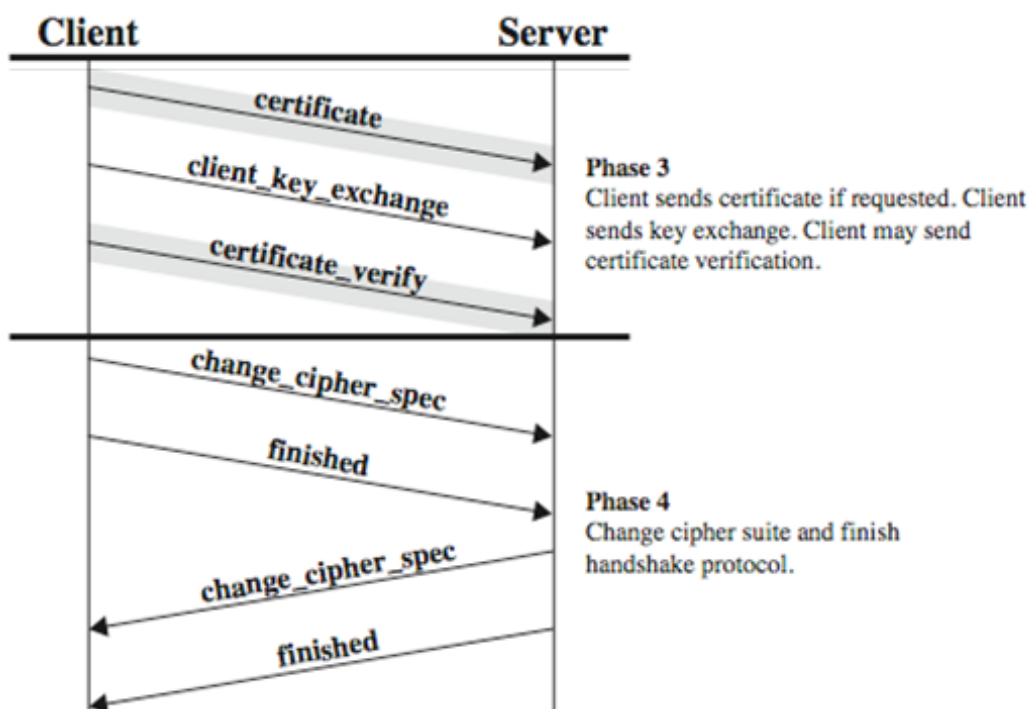 Client
Server
certificate
client_key_exchange
certificate_verify
Phase 3
Client sends certificate if requested. Client
sends key exchange. Client may send
certificate verification.
change_cipher_spec
finished
change_cipher_spec
finished
Phase 4
Change cipher suite and finish
handshake protocol.